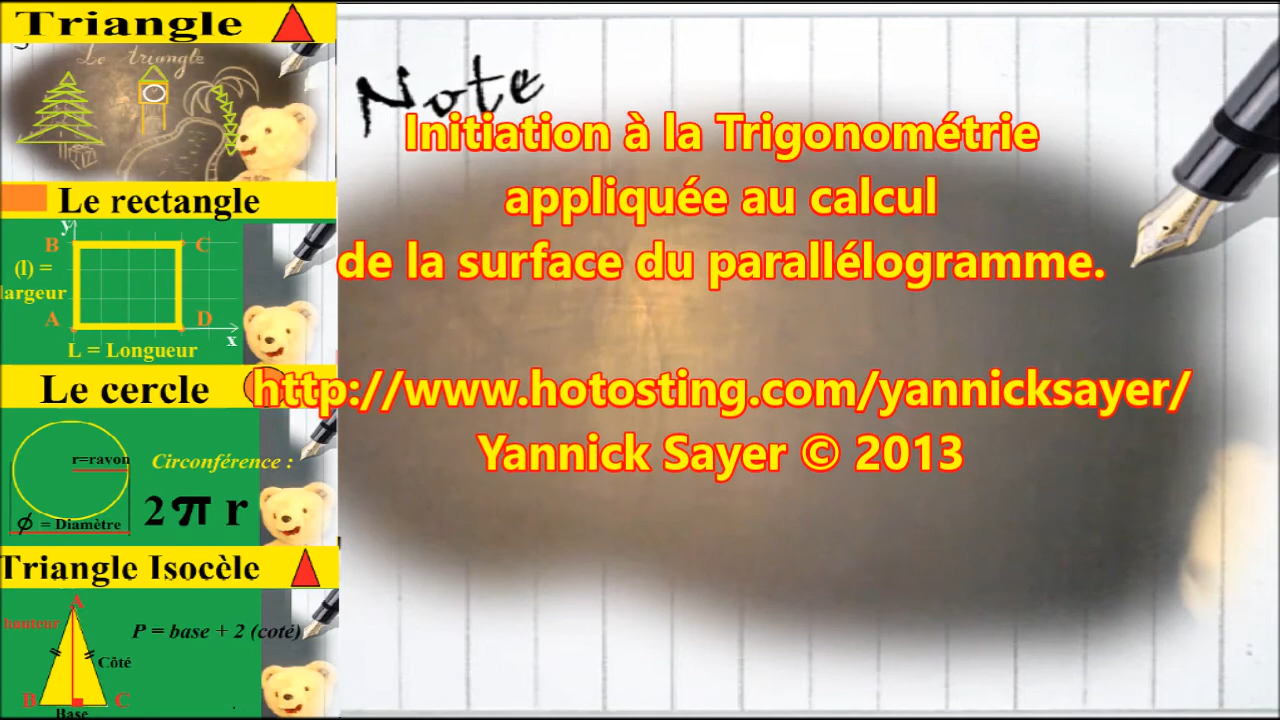 Triangle
Le triangle
Le rectangle
y
B
C
(l) =
largeur
A
D
x
L = Longueur
Le cercle
r=rayon
Circonférence :
2 π r
ϕ = Diamètre
Triangle Isocèle
A
hauteur
P = base + 2 (coté)
Côté
B
C
Base
Note
Initiation à la Trigonométrie
appliquée au calcul
de la surface du parallélogramme.
http://www.hotosting.com/yannicksayer/
Yannick Sayer © 2013